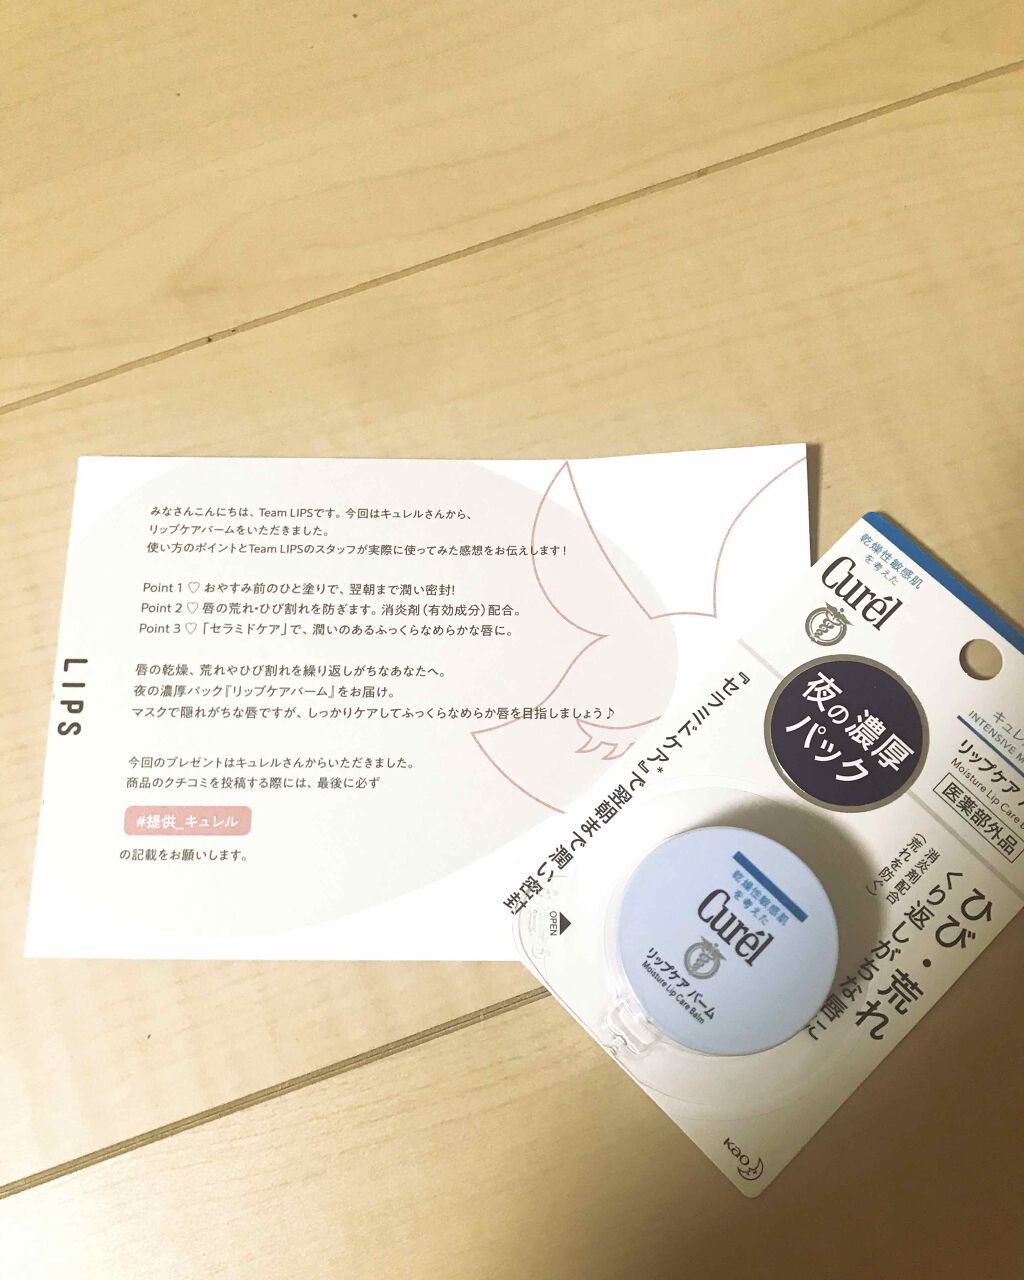 みなさんこんにちは、Team LIPSです。今回はキュレルさんから、
リップケアバームをいただきました。
使い方のポイントとTeam LIPSのスタッフが実際に使ってみた感想をお伝えします!
Point 1 ♡ おやすみ前のひと塗りで、翌朝まで潤い密封!
Point 2 ♡ 唇の荒れ・ひび割れを防ぎます。消炎剤(有効成分)配合。
Point 3 ♡「セラミドケア」で、潤いのあるふっくらなめらかな唇に。
唇の乾燥、荒れやひび割れを繰り返しがちなあなたへ。
夜の濃厚パック『リップケアバーム』をお届け。
マスクで隠れがちな唇ですが、しっかりケアしてふっくらなめらか唇を目指しましょう♪
今回のプレゼントはキュレルさんからいただきました。
商品のクチコミを投稿する際には、最後に必ず
#提供_キュレル
の記載をお願いします。
LIPS
乾燥性敏感肌
を考えた
Curél
夜の濃厚
パック
キュレ
INTENSIVE M
リップケア
Moisture Lip Care
医薬部外品
『セラミドケア*』で翌朝まで潤い密封
ひび・荒れ
くり返しがちな唇に
消炎剤配合
(荒れを防ぐ)
OPEN
乾燥性敏感肌
を考えた
Curél
リップケア バーム
Moisture Lip Care Balm
Kao